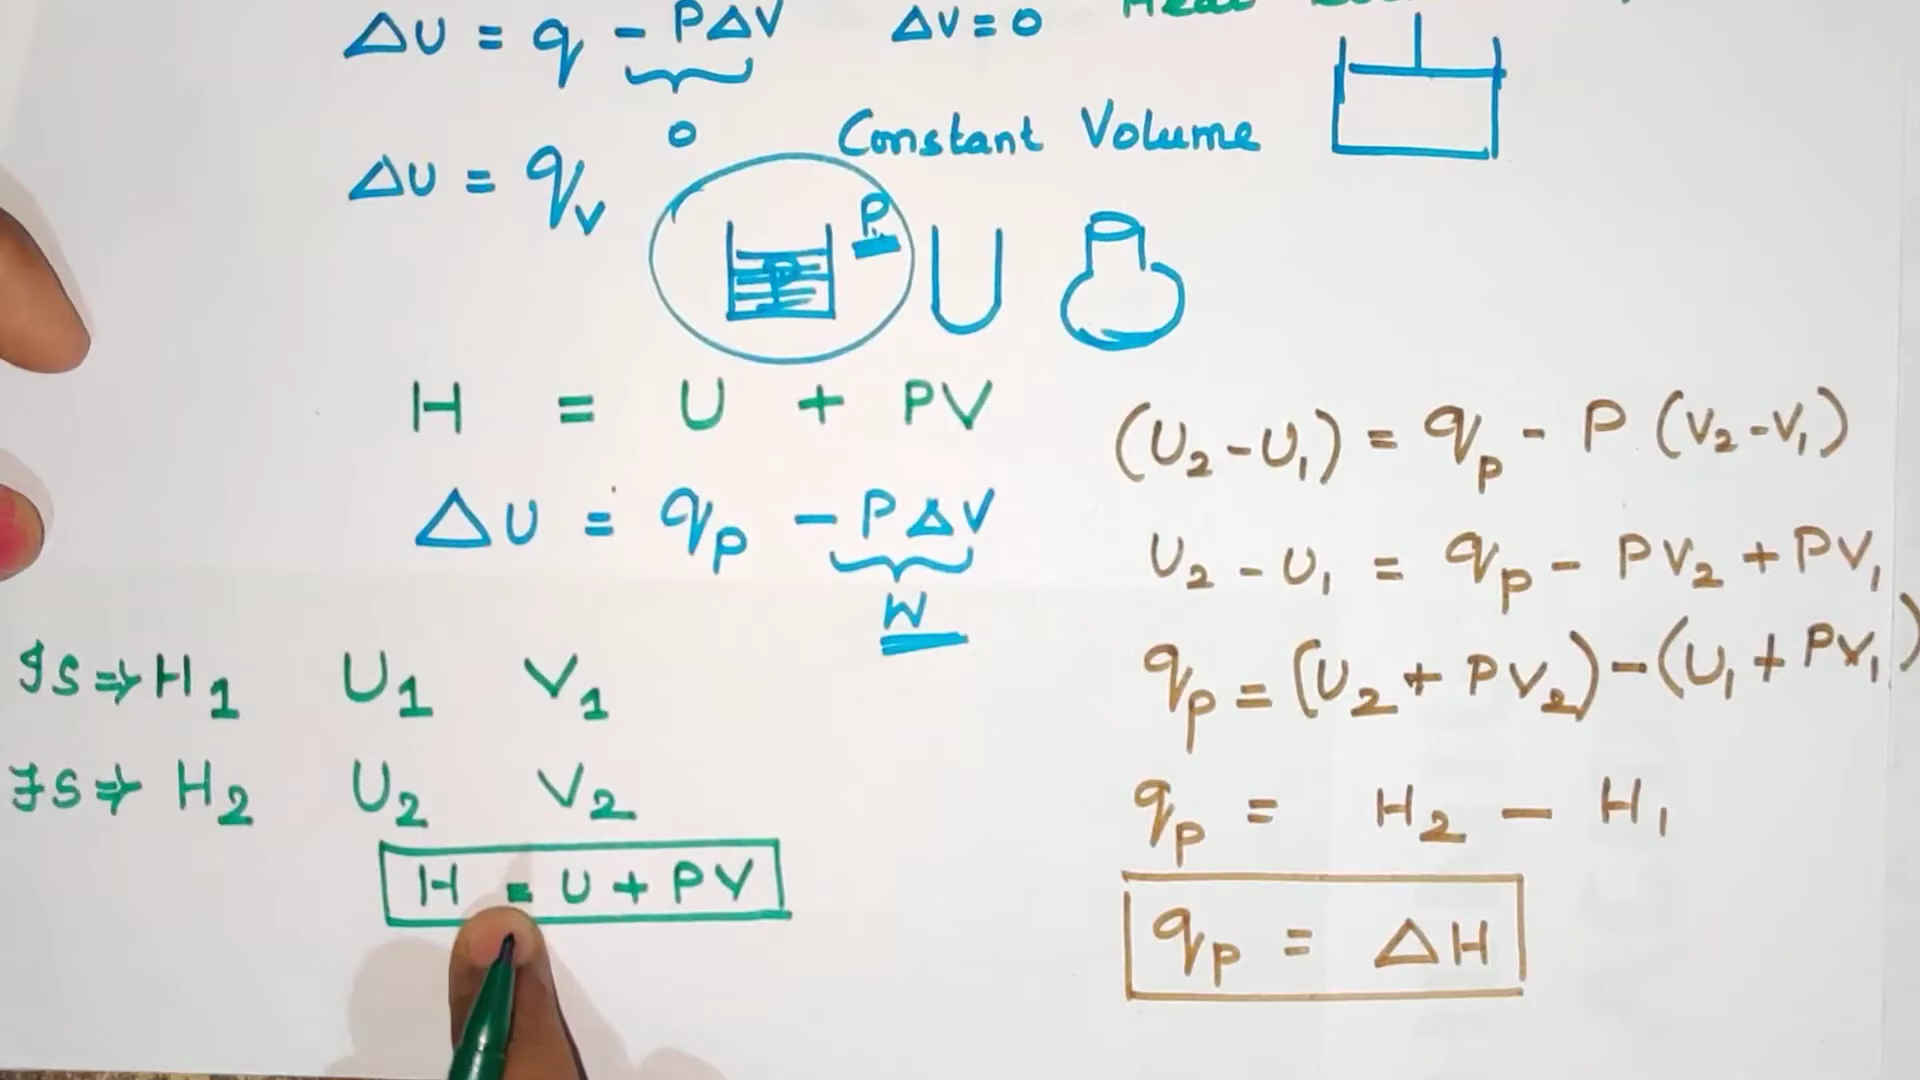 ΔU = q - PΔV ΔV = 0
0 Constant Volume
ΔU = qᵥ
P
P
H = U + PV
ΔU = qₚ - PΔV
W
IS ⇒ H₁ U₁ V₁
FS ⇒ H₂ U₂ V₂
H = U + PV
(U₂ - U₁) = qₚ - P (V₂ - V₁)
U₂ - U₁ = qₚ - PV₂ + PV₁
qₚ = (U₂ + PV₂) - (U₁ + PV₁)
qₚ = H₂ - H₁
qₚ = ΔH